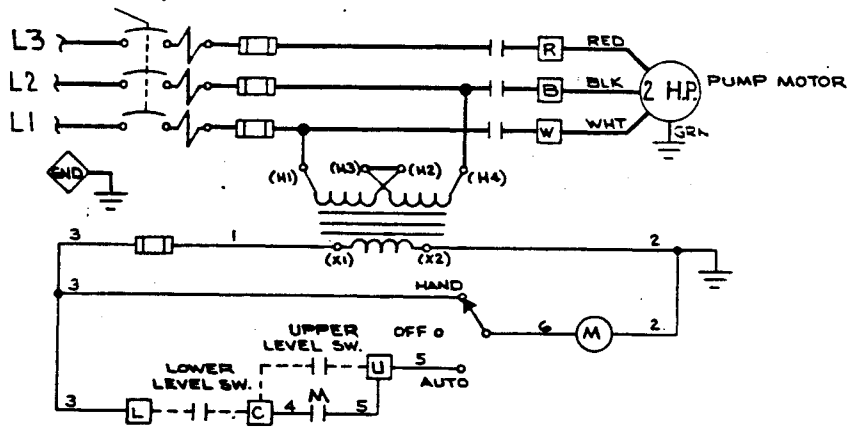 L3
R
RED
L2
B
BLK
2 H.P.
PUMP MOTOR
L1
W
WHT
GRN
GND
(H1)
(H3)
(H2)
(H4)
3
1
(X1)
(X2)
2
3
HAND
OFF
6
M
2
UPPER
LEVEL SW.
LOWER
LEVEL SW.
U
5
AUTO
3
L
C
4
M
5